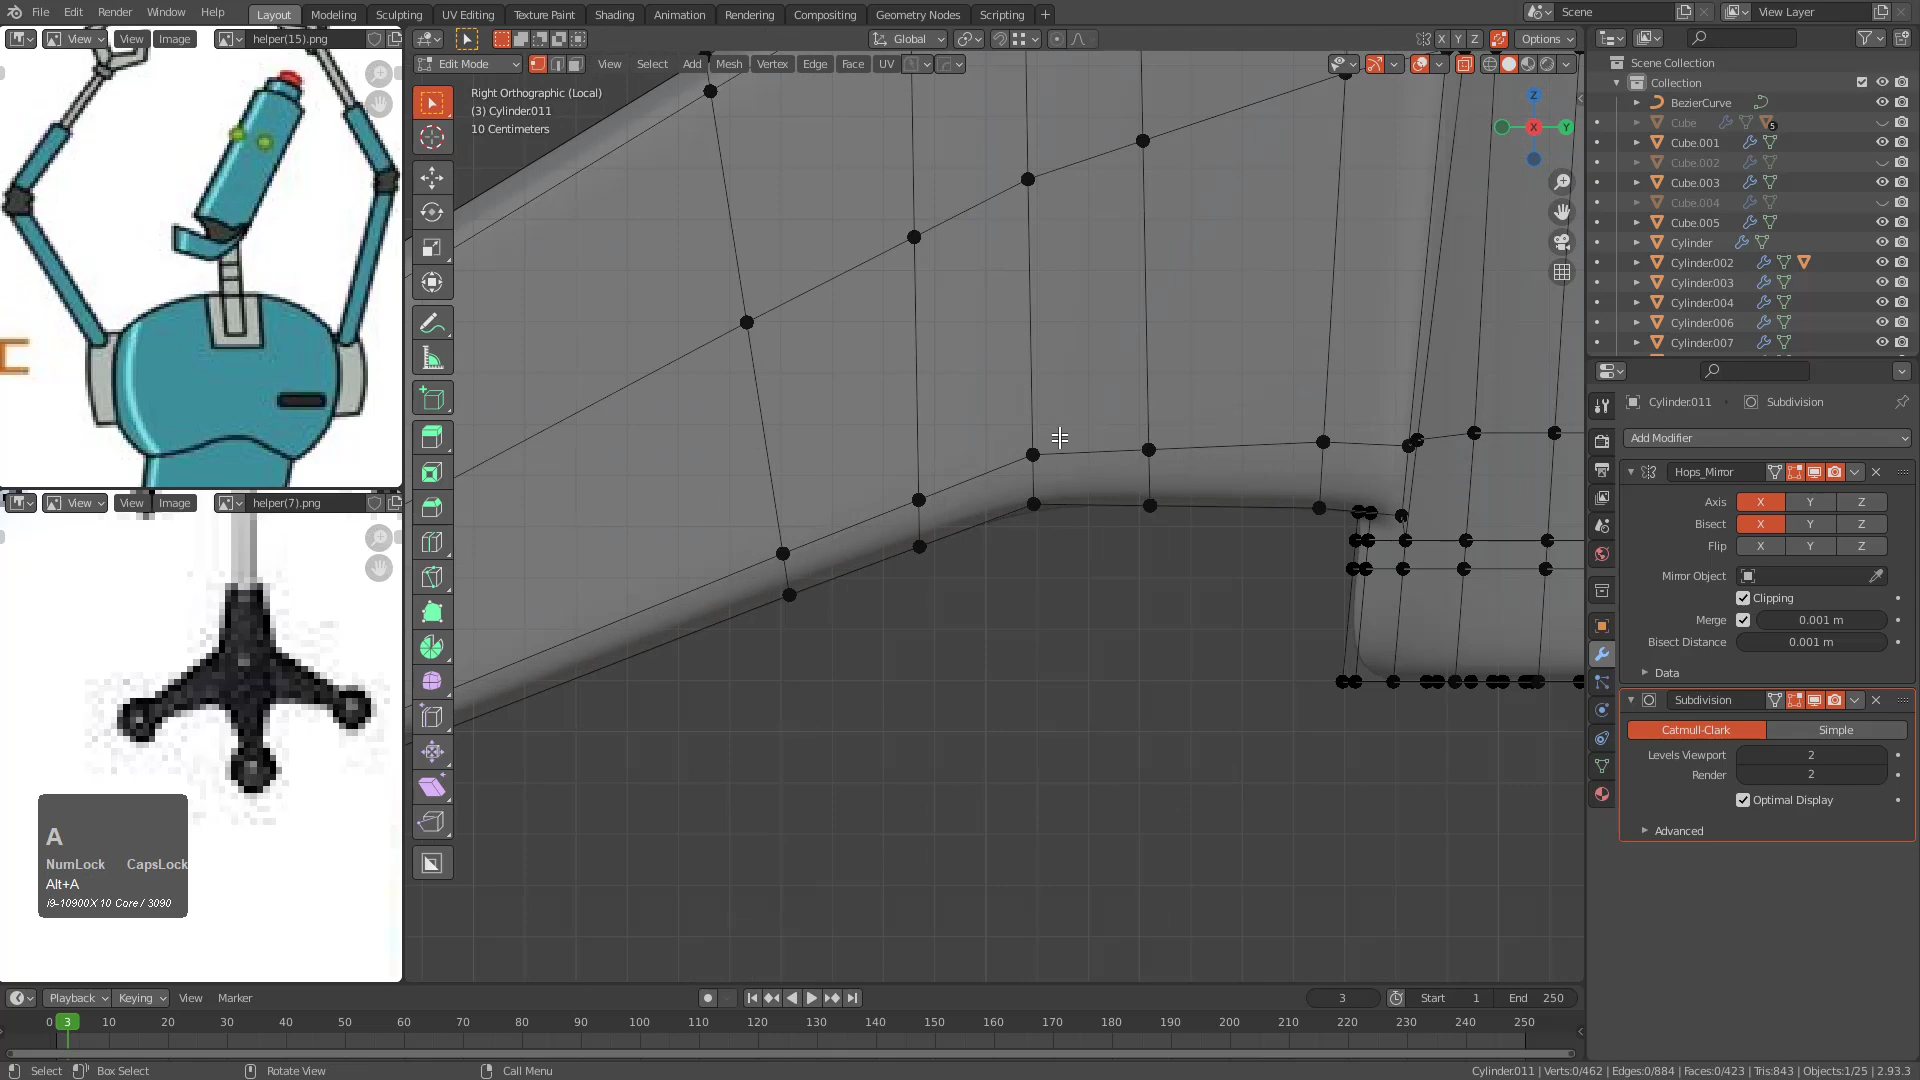 File Edit Render Window Help Layout Modeling Sculpting UV Editing Texture Paint Shading Animation Rendering Compositing Geometry Nodes Scripting + Scene View Layer
View View Image helper(15).png
Global X Y Z Options
Edit Mode View Select Add Mesh Vertex Edge Face UV
Right Orthographic (Local)
(3) Cylinder.011
10 Centimeters
Z
X
Y
Scene Collection
Collection
BezierCurve
Cube 5
Cube.001
Cube.002
Cube.003
Cube.004
Cube.005
Cylinder
Cylinder.002
Cylinder.003
Cylinder.004
Cylinder.006
Cylinder.007
Cylinder.011 Subdivision
Add Modifier
Hops_Mirror
Axis X Y Z
Bisect X Y Z
Flip X Y Z
Mirror Object
Clipping
Merge 0.001 m
Bisect Distance 0.001 m
Data
Subdivision
Catmull-Clark Simple
Levels Viewport 2
Render 2
Optimal Display
Advanced
View View Image helper(7).png
A
NumLock CapsLock
Alt+A
i9-10900X 10 Core / 3090
Playback Keying View Marker 3 Start 1 End 250
0 3 10 20 30 40 50 60 70 80 90 100 110 120 130 140 150 160 170 180 190 200 210 220 230 240 250
Select Box Select Rotate View Call Menu Cylinder.011 | Verts:0/462 | Edges:0/884 | Faces:0/423 | Tris:843 | Objects:1/25 | 2.93.3